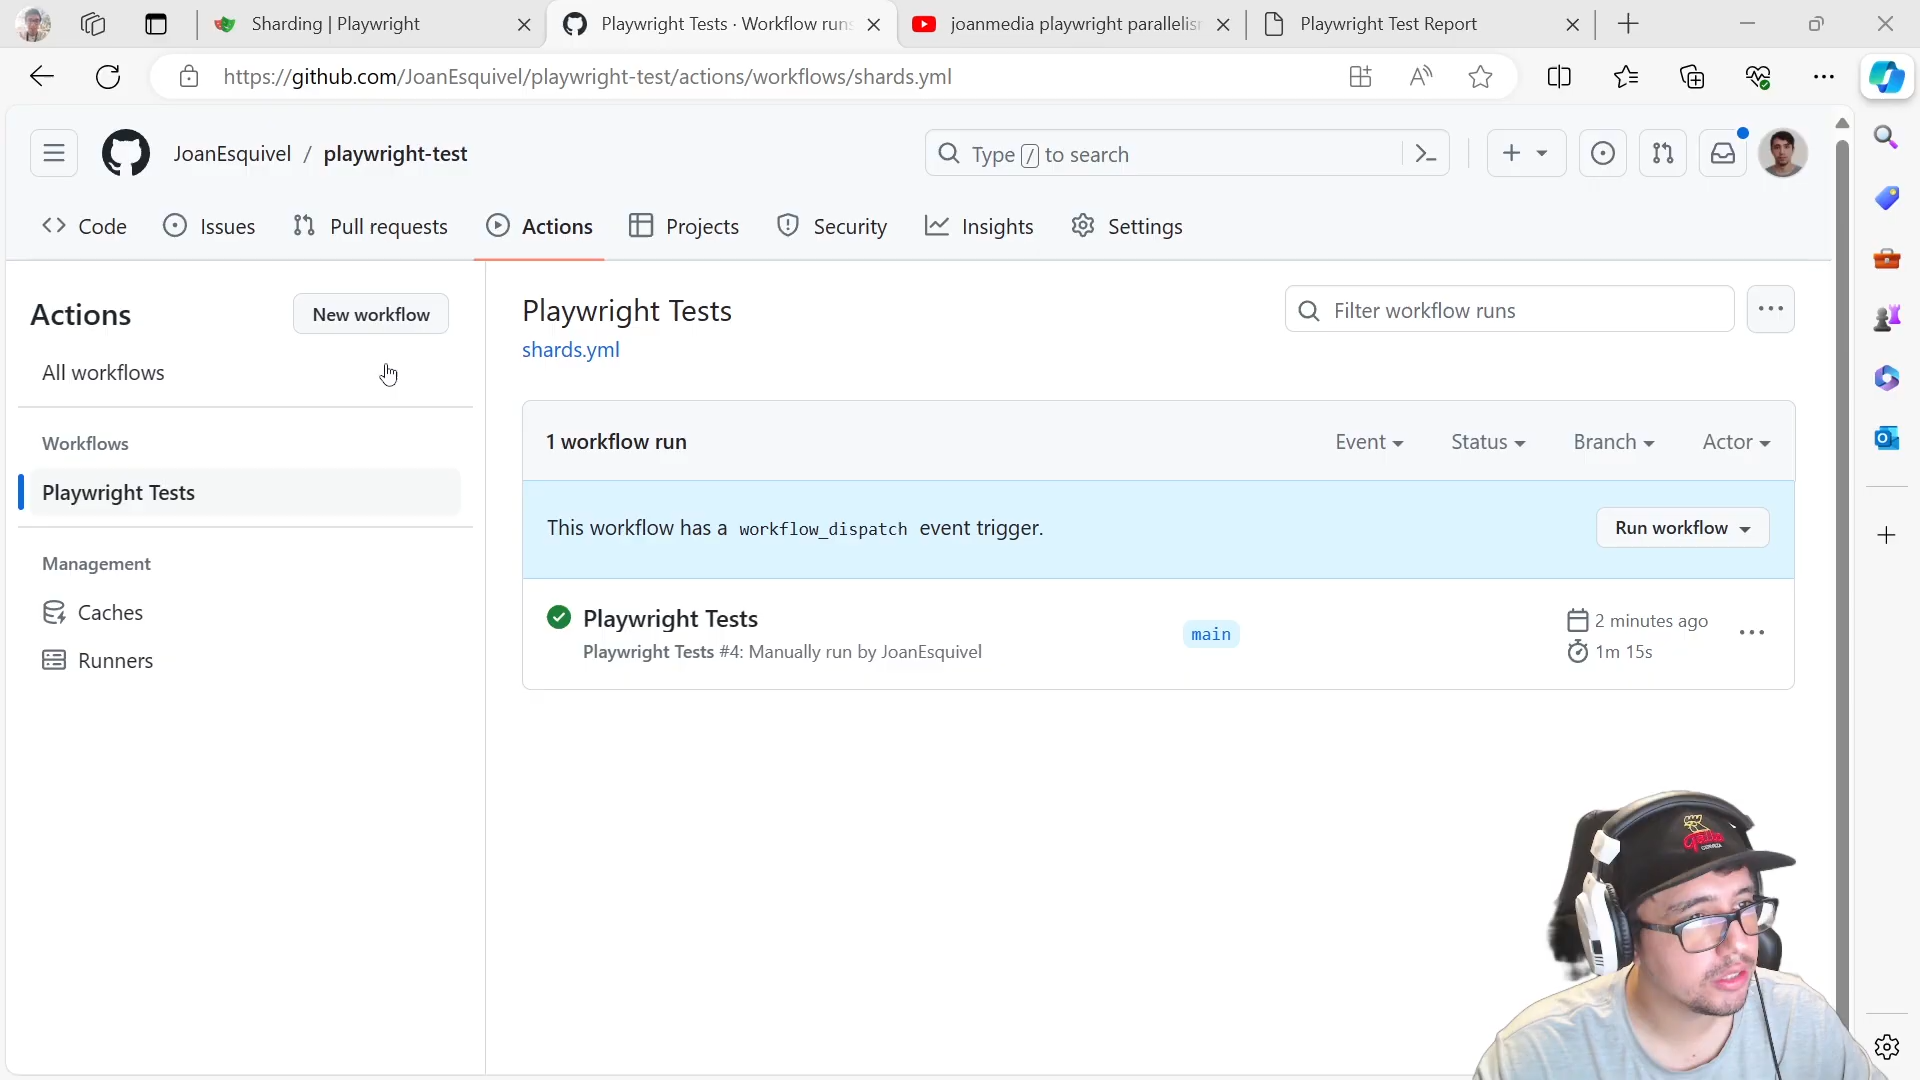 Sharding | Playwright
Playwright Tests · Workflow runs
joanmedia playwright parallelism
Playwright Test Report
https://github.com/JoanEsquivel/playwright-test/actions/workflows/shards.yml
JoanEsquivel / playwright-test
Type / to search
Code
Issues
Pull requests
Actions
Projects
Security
Insights
Settings
Actions
New workflow
All workflows
Workflows
Playwright Tests
Management
Caches
Runners
Playwright Tests
shards.yml
Filter workflow runs
1 workflow run
Event
Status
Branch
Actor
This workflow has a workflow_dispatch event trigger.
Run workflow
Playwright Tests
Playwright Tests #4: Manually run by JoanEsquivel
main
2 minutes ago
1m 15s